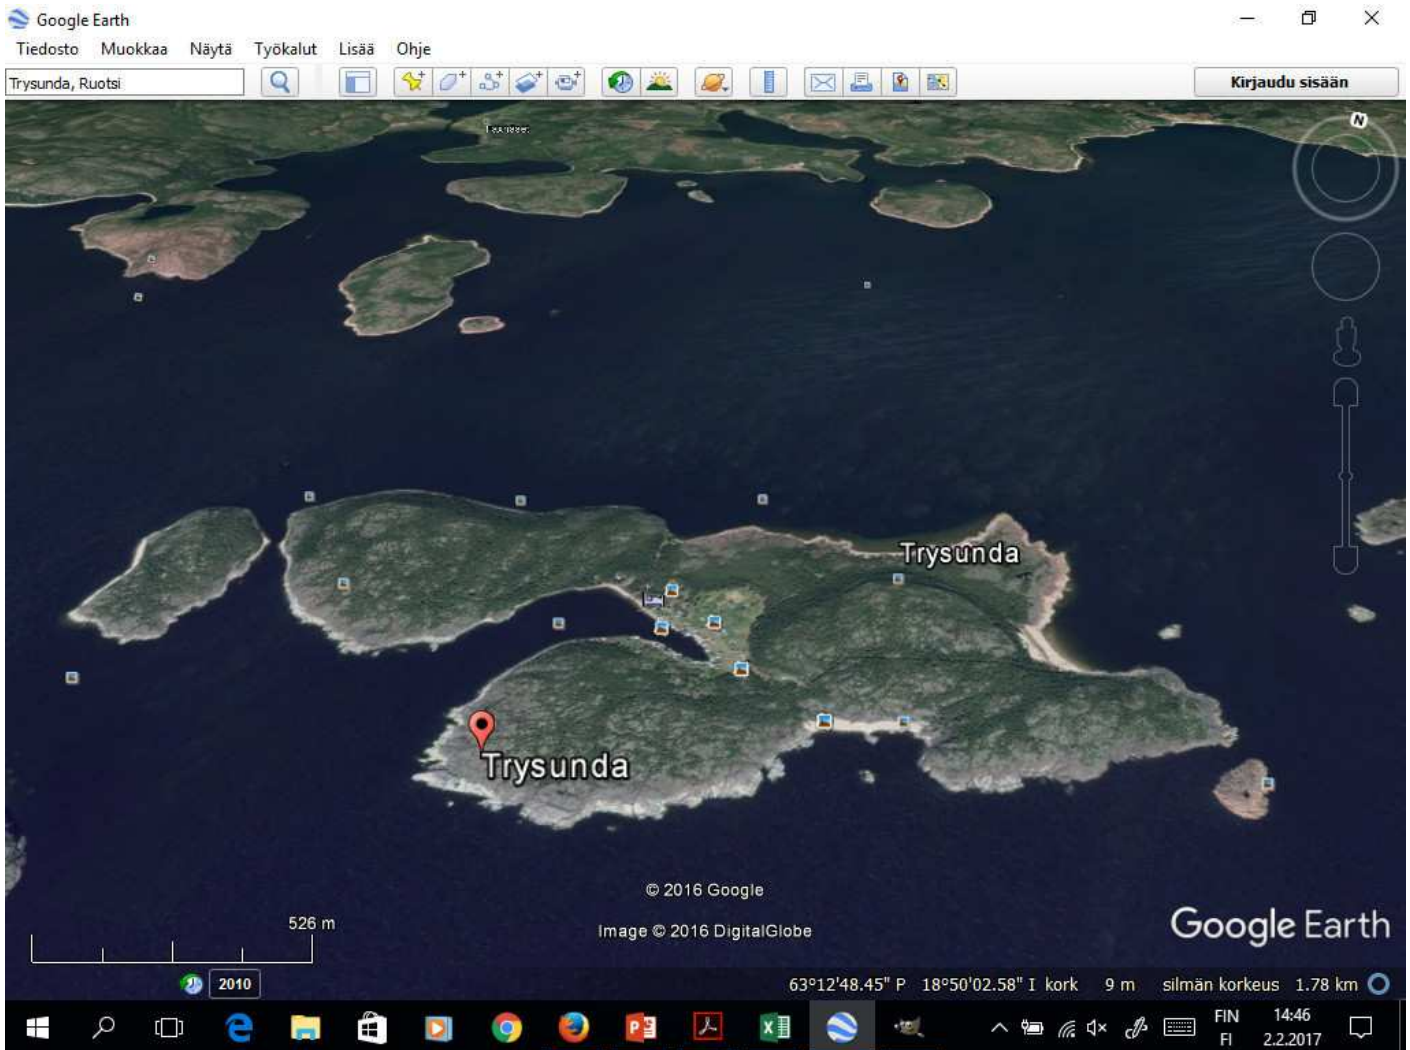 Google Earth
Tiedosto Muokkaa Näytä Työkalut Lisää Ohje
Trysunda, Ruotsi
Kirjaudu sisään
N
Trysunda
Trysunda
© 2016 Google
526 m
Image © 2016 DigitalGlobe
Google Earth
2010
63°12'48.45" P 18°50'02.58" I kork 9 m silmän korkeus 1.78 km
FIN 14:46
FI 2.2.2017